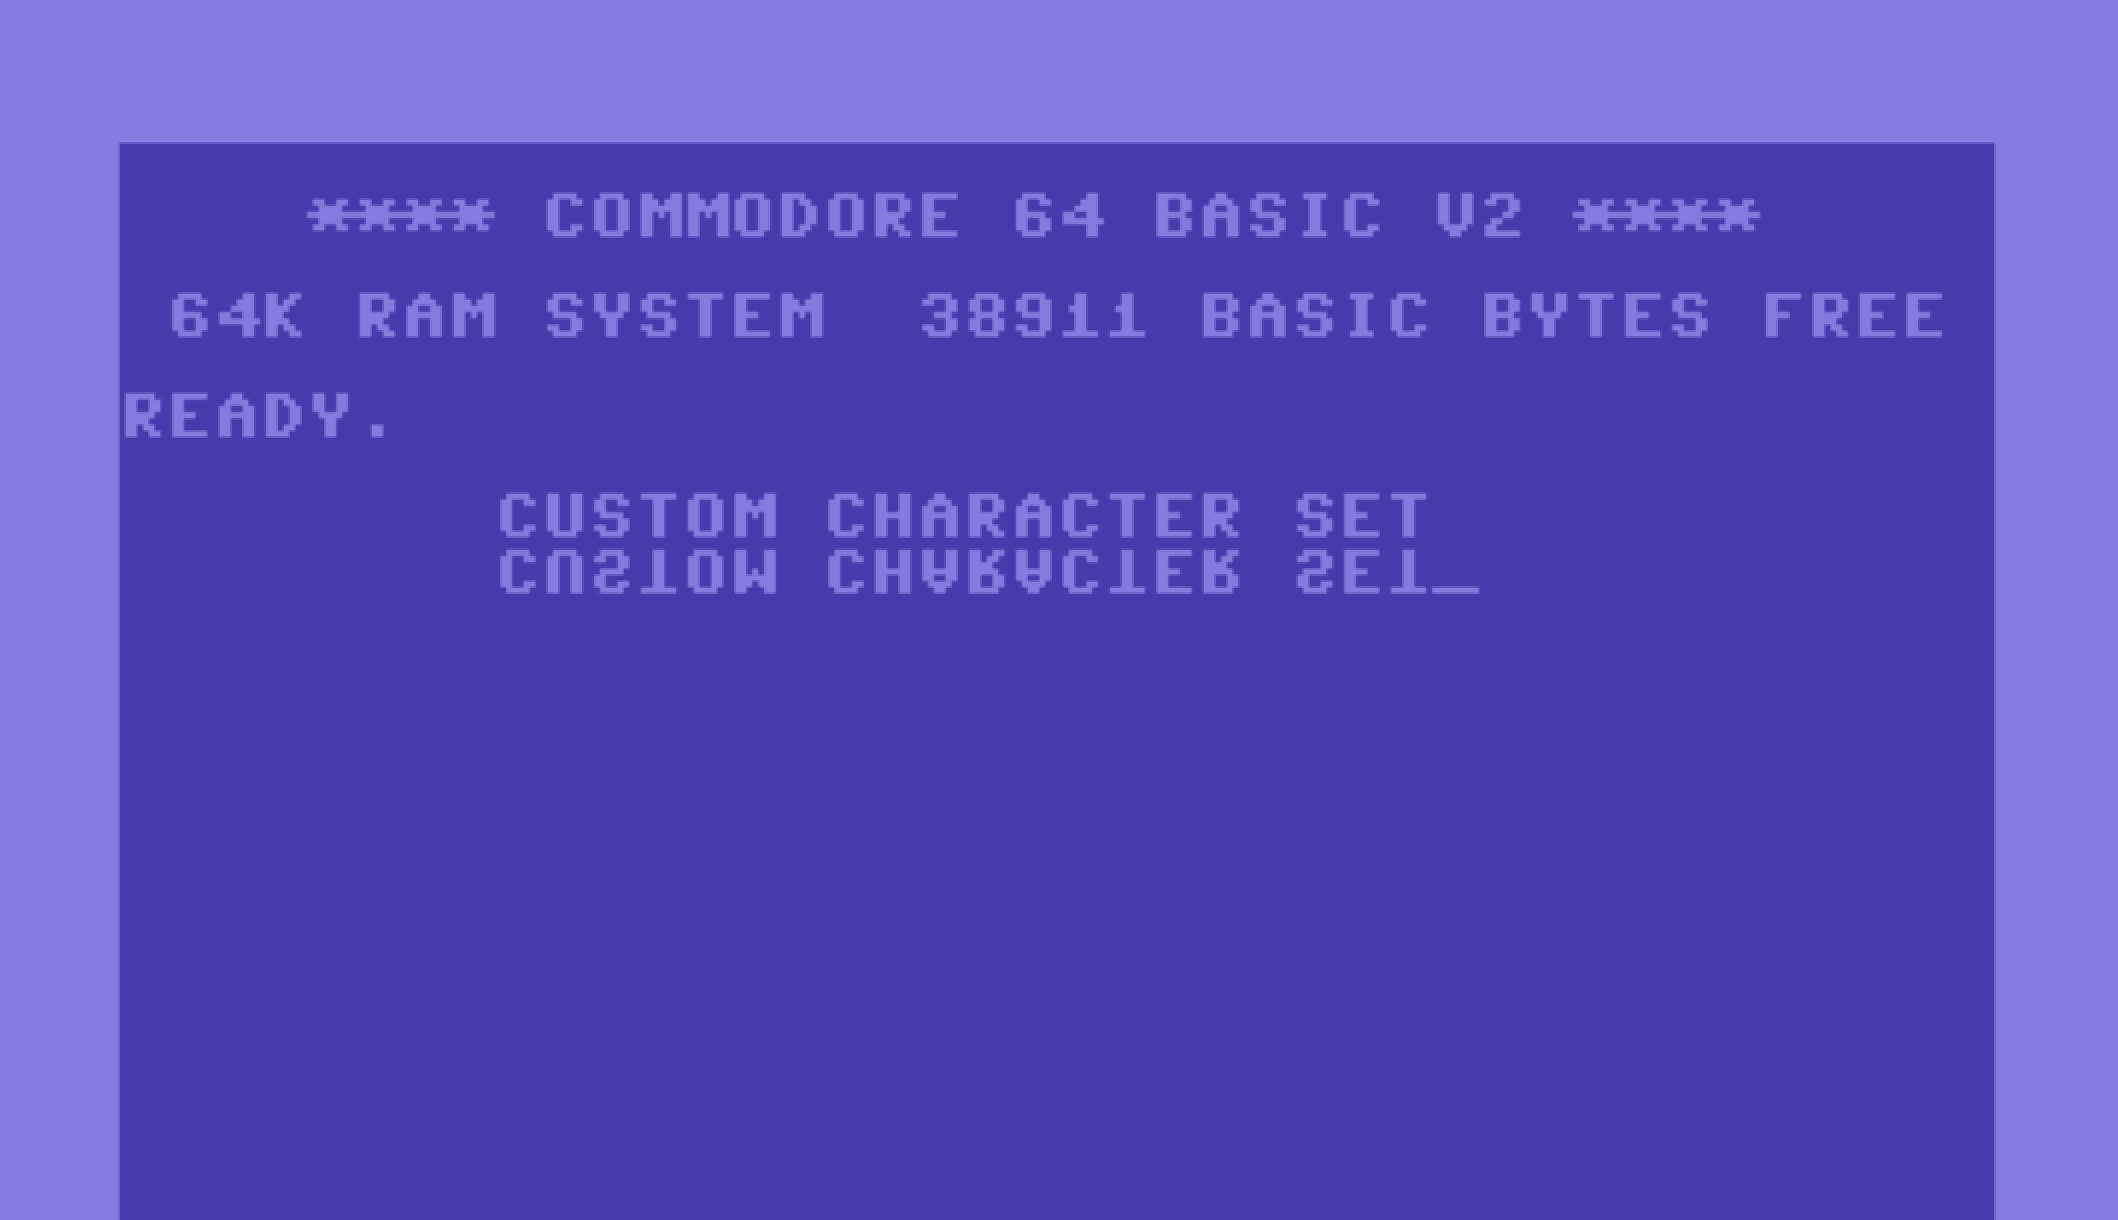 **** COMMODORE 64 BASIC V2 ****
64K RAM SYSTEM  38911 BASIC BYTES FREE
READY.
CUSTOM CHARACTER SET
CUSTOM CHARACTER SET_